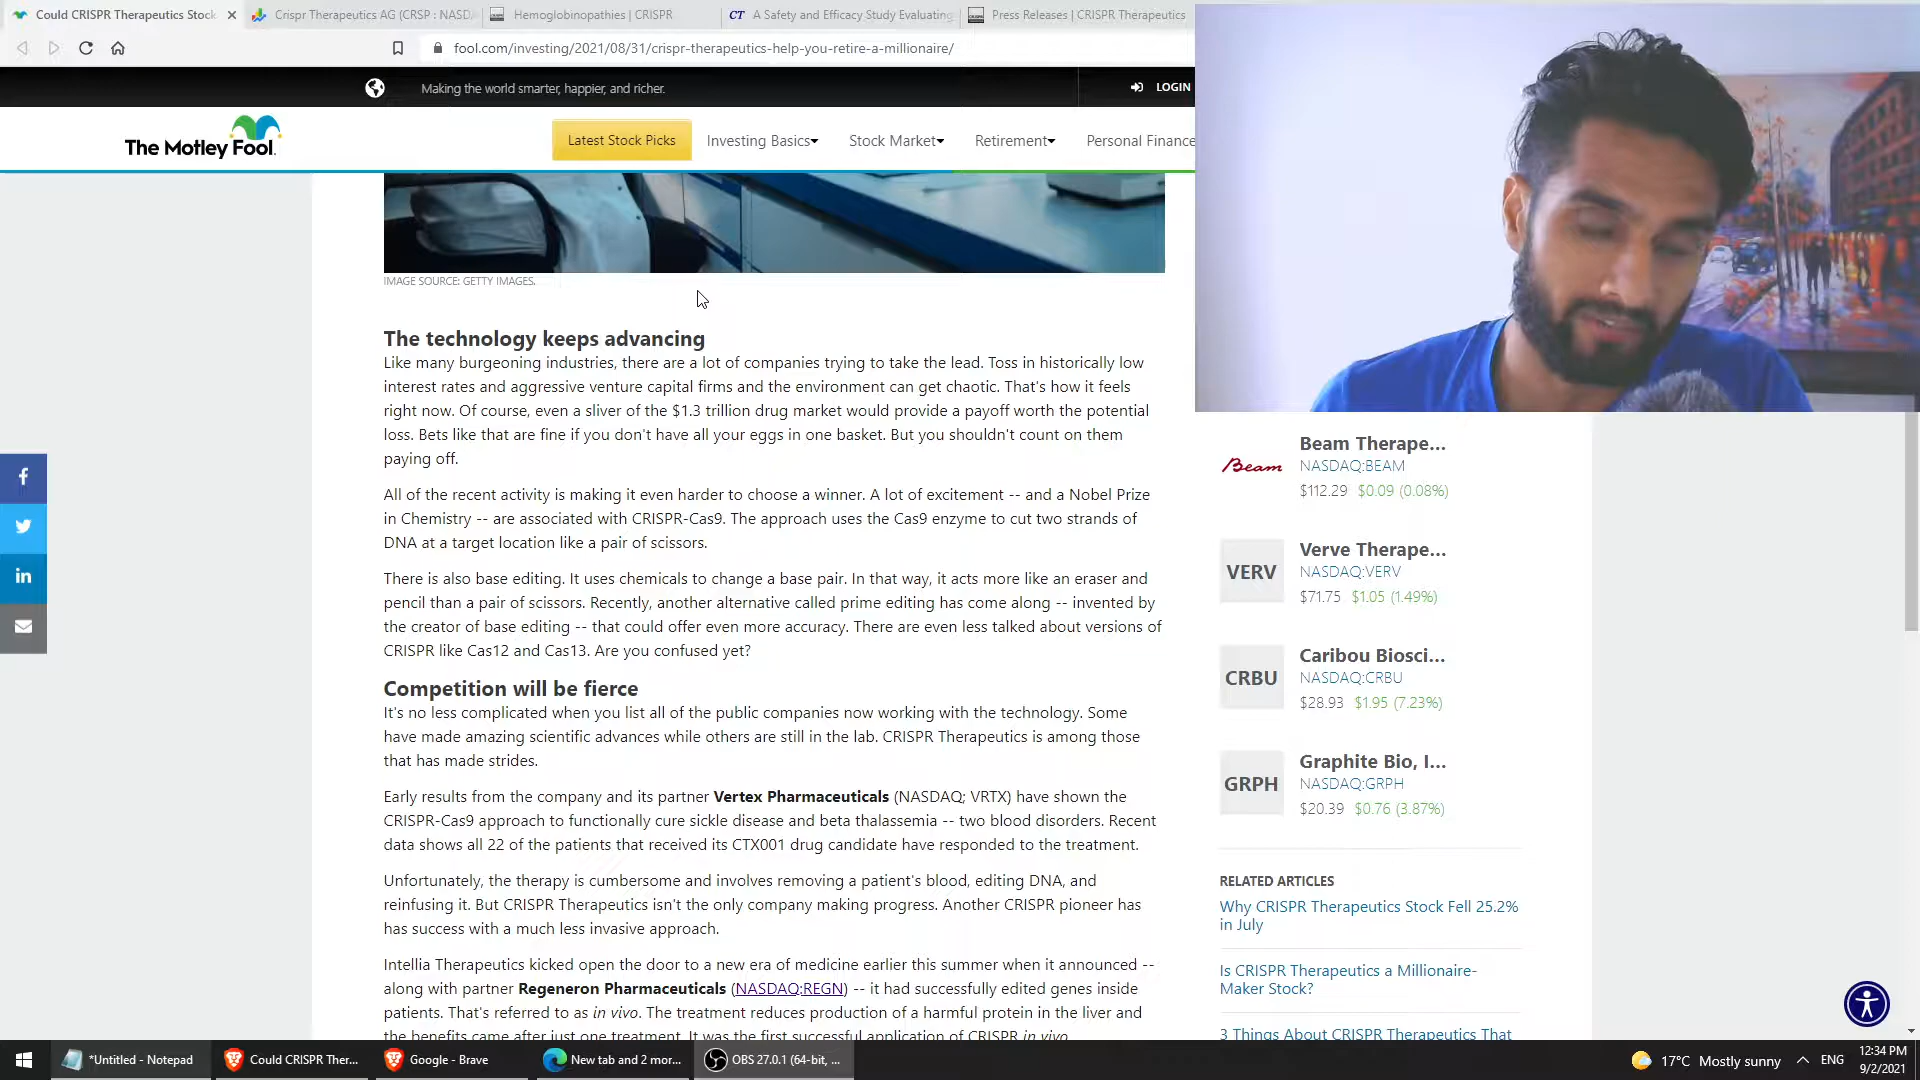 Could CRISPR Therapeutics Stock
Crispr Therapeutics AG (CRSP : NASDA
Hemoglobinopathies | CRISPR
CT A Safety and Efficacy Study Evaluating
Press Releases | CRISPR Therapeutics
fool.com/investing/2021/08/31/crispr-therapeutics-help-you-retire-a-millionaire/
Making the world smarter, happier, and richer.
LOGIN
The Motley Fool.
Latest Stock Picks
Investing Basics
Stock Market
Retirement
Personal Finance
IMAGE SOURCE: GETTY IMAGES.
The technology keeps advancing
Like many burgeoning industries, there are a lot of companies trying to take the lead. Toss in historically low
interest rates and aggressive venture capital firms and the environment can get chaotic. That's how it feels
right now. Of course, even a sliver of the $1.3 trillion drug market would provide a payoff worth the potential
loss. Bets like that are fine if you don't have all your eggs in one basket. But you shouldn't count on them
paying off.
All of the recent activity is making it even harder to choose a winner. A lot of excitement -- and a Nobel Prize
in Chemistry -- are associated with CRISPR-Cas9. The approach uses the Cas9 enzyme to cut two strands of
DNA at a target location like a pair of scissors.
There is also base editing. It uses chemicals to change a base pair. In that way, it acts more like an eraser and
pencil than a pair of scissors. Recently, another alternative called prime editing has come along -- invented by
the creator of base editing -- that could offer even more accuracy. There are even less talked about versions of
CRISPR like Cas12 and Cas13. Are you confused yet?
Competition will be fierce
It's no less complicated when you list all of the public companies now working with the technology. Some
have made amazing scientific advances while others are still in the lab. CRISPR Therapeutics is among those
that has made strides.
Early results from the company and its partner Vertex Pharmaceuticals (NASDAQ; VRTX) have shown the
CRISPR-Cas9 approach to functionally cure sickle disease and beta thalassemia -- two blood disorders. Recent
data shows all 22 of the patients that received its CTX001 drug candidate have responded to the treatment.
Unfortunately, the therapy is cumbersome and involves removing a patient's blood, editing DNA, and
reinfusing it. But CRISPR Therapeutics isn't the only company making progress. Another CRISPR pioneer has
has success with a much less invasive approach.
Intellia Therapeutics kicked open the door to a new era of medicine earlier this summer when it announced --
along with partner Regeneron Pharmaceuticals (NASDAQ:REGN) -- it had successfully edited genes inside
patients. That's referred to as in vivo. The treatment reduces production of a harmful protein in the liver and
the benefits came after just one treatment. It was the first successful application of CRISPR in vivo.
Beam
Beam Therape...
NASDAQ:BEAM
$112.29 $0.09 (0.08%)
VERV
Verve Therape...
NASDAQ:VERV
$71.75 $1.05 (1.49%)
CRBU
Caribou Biosci...
NASDAQ:CRBU
$28.93 $1.95 (7.23%)
GRPH
Graphite Bio, I...
NASDAQ:GRPH
$20.39 $0.76 (3.87%)
RELATED ARTICLES
Why CRISPR Therapeutics Stock Fell 25.2%
in July
Is CRISPR Therapeutics a Millionaire-
Maker Stock?
3 Things About CRISPR Therapeutics That
*Untitled - Notepad
Could CRISPR Ther...
Google - Brave
New tab and 2 mor...
OBS 27.0.1 (64-bit, ...
17°C Mostly sunny
ENG
12:34 PM
9/2/2021